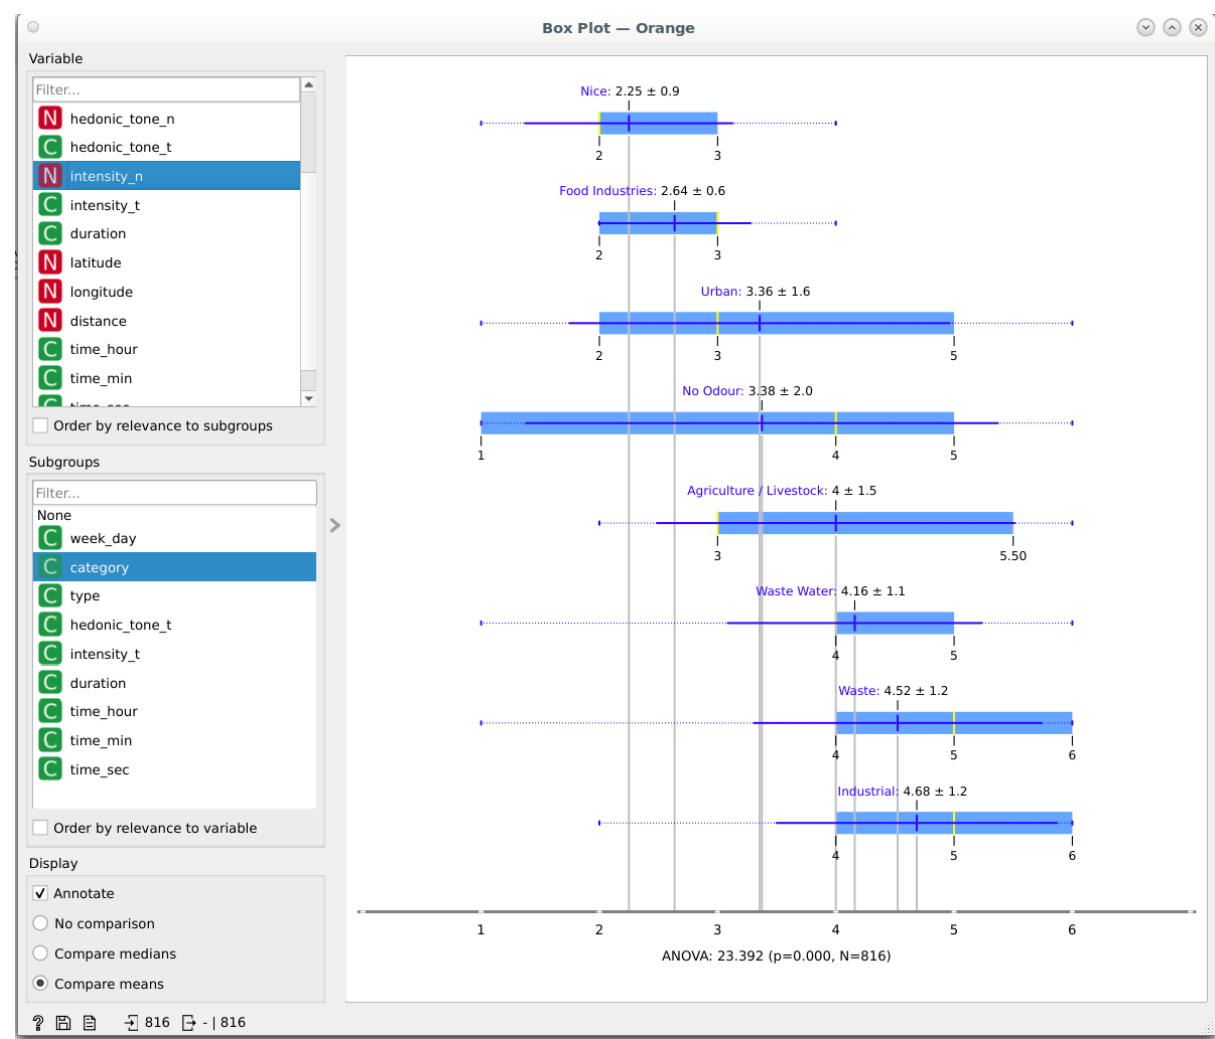 Box Plot — Orange
Variable
Filter...
N hedonic_tone_n
C hedonic_tone_t
N intensity_n
C intensity_t
C duration
N latitude
N longitude
N distance
C time_hour
C time_min
Order by relevance to subgroups
Subgroups
Filter...
None
C week_day
C category
C type
C hedonic_tone_t
C intensity_t
C duration
C time_hour
C time_min
C time_sec
Order by relevance to variable
Display
Annotate
No comparison
Compare medians
Compare means
? 816 - | 816
Nice: 2.25 ± 0.9
2 3
Food Industries: 2.64 ± 0.6
2 3
Urban: 3.36 ± 1.6
2 3 5
No Odour: 3.38 ± 2.0
1 4 5
Agriculture / Livestock: 4 ± 1.5
3 5.50
Waste Water: 4.16 ± 1.1
4 5
Waste: 4.52 ± 1.2
4 5 6
Industrial: 4.68 ± 1.2
4 5 6
1 2 3 4 5 6
ANOVA: 23.392 (p=0.000, N=816)